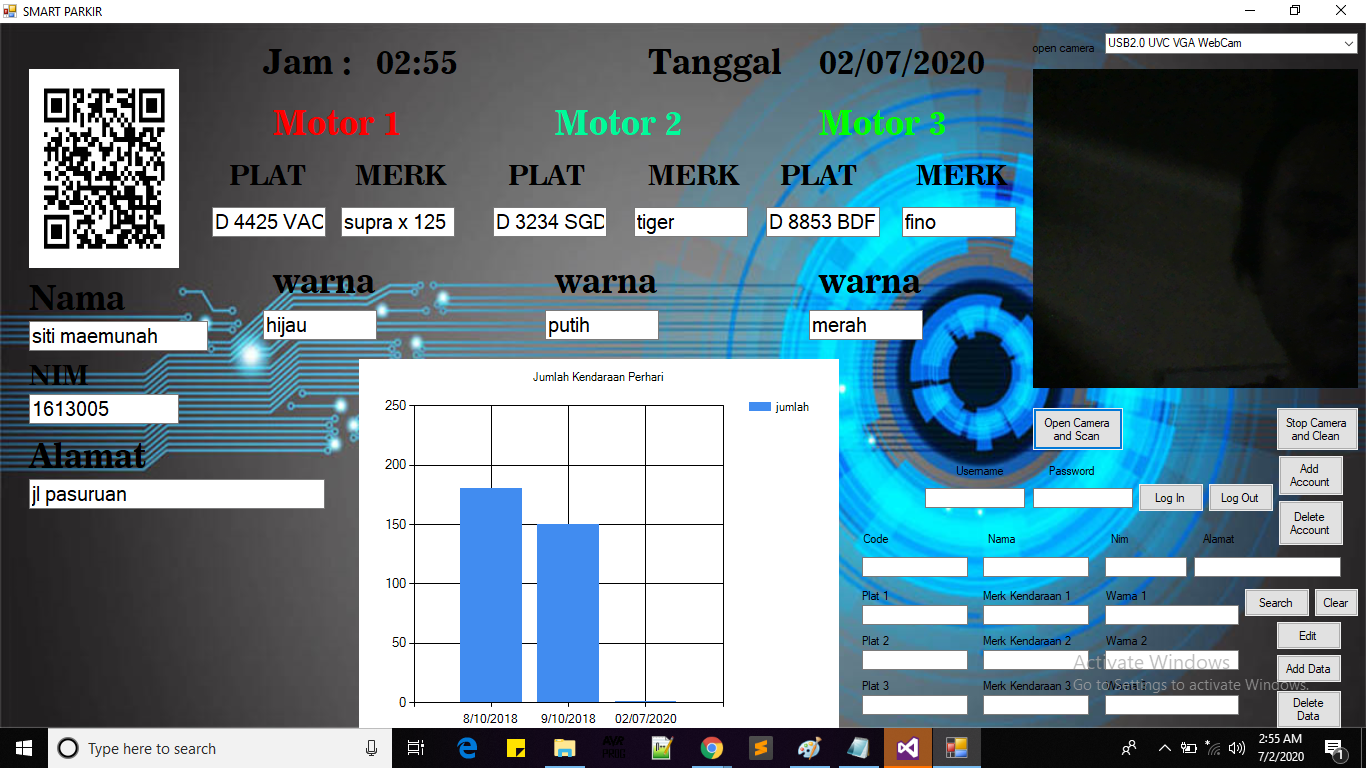 SMART PARKIR
Jam : 02:55
Tanggal 02/07/2020
open camera USB2.0 UVC VGA WebCam
Motor 1 Motor 2 Motor 3
PLAT MERK PLAT MERK PLAT MERK
D 4425 VAC supra x 125 D 3234 SGD tiger D 8853 BDF fino
warna warna warna
hijau putih merah
Nama
siti maemunah
NIM
1613005
Alamat
jl pasuruan
Jumlah Kendaraan Perhari
jumlah
250
200
150
100
50
0
8/10/2018 9/10/2018 02/07/2020
Open Camera
and Scan
Stop Camera
and Clean
Username Password
Log In Log Out
Add
Account
Delete
Account
Code Nama Nim Alamat
Plat 1 Merk Kendaraan 1 Warna 1
Search Clear
Plat 2 Merk Kendaraan 2 Warna 2
Edit
Plat 3 Merk Kendaraan 3
Add Data
Delete
Data
Activate Windows
Go to Settings to activate Windows.
Type here to search
2:55 AM
7/2/2020
1